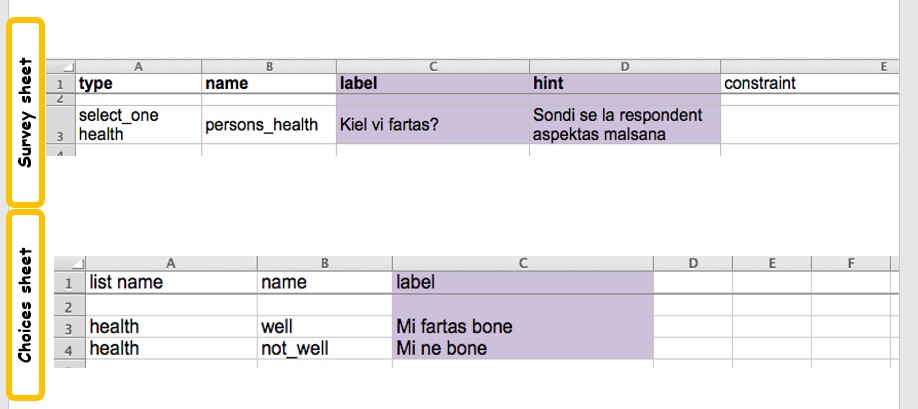 Survey sheet
A B C D E
1 type name label hint constraint
2
3 select_one health persons_health Kiel vi fartas? Sondi se la respondent aspektas malsana
4
Choices sheet
A B C D E F
1 list name name label
2
3 health well Mi fartas bone
4 health not_well Mi ne bone